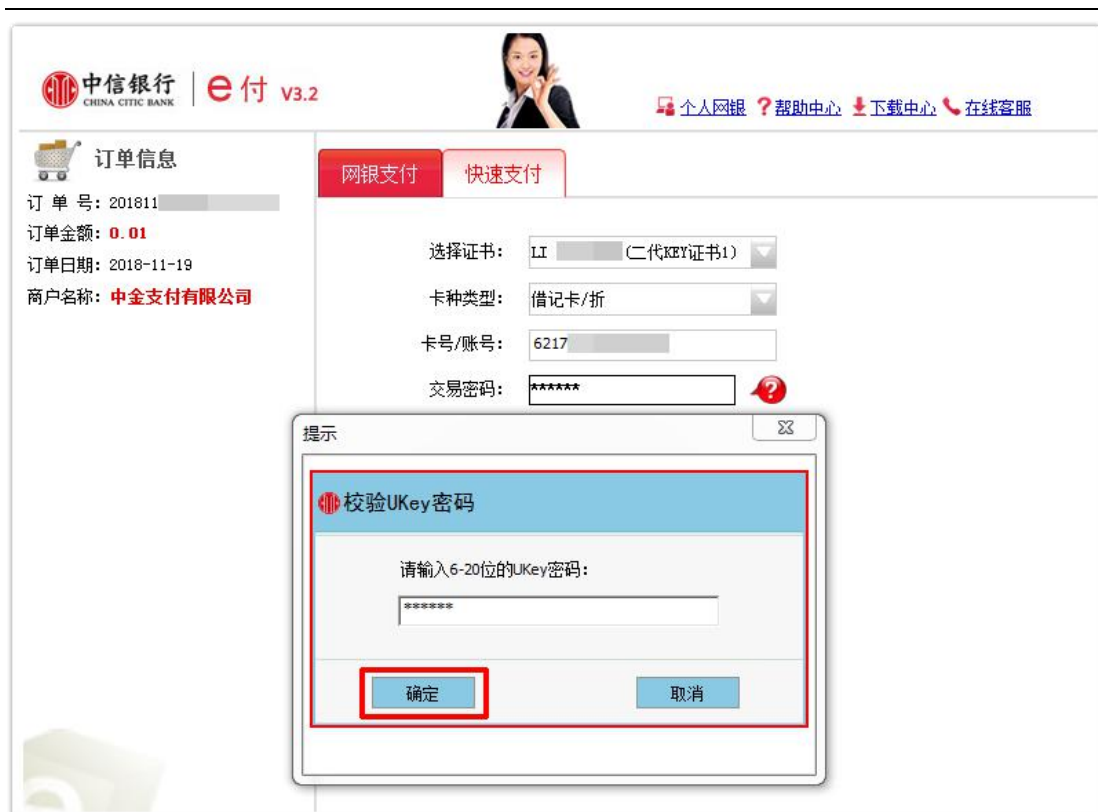 中信银行 CHINA CITIC BANK e付 V3.2
个人网银 ?帮助中心 下载中心 在线客服
订单信息
订 单 号: 201811
订单金额: 0.01
订单日期: 2018-11-19
商户名称: 中金支付有限公司
网银支付 快速支付
选择证书: LI (二代KEY证书1)
卡种类型: 借记卡/折
卡号/账号: 6217
交易密码: ****** ?
提示
校验UKey密码
请输入6-20位的UKey密码:
******
确定 取消